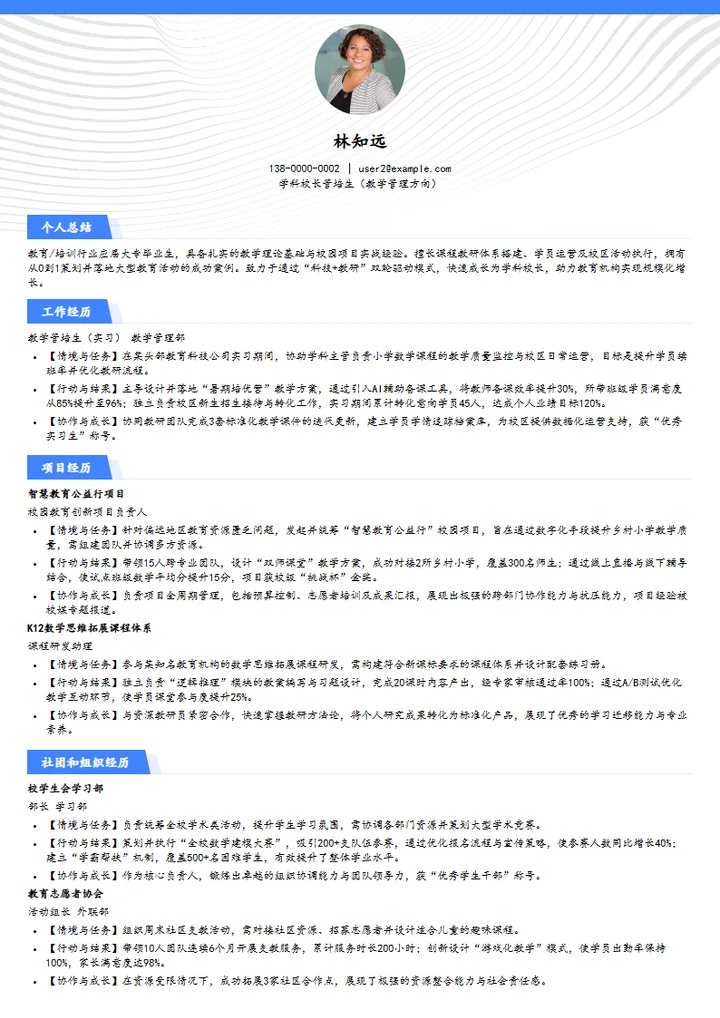 林知远
138-0000-0002 | user2@example.com
学科校长管培生（教学管理方向）
个人总结
教育/培训行业应届大专毕业生，具备扎实的教学理论基础与校园项目实战经验。擅长课程教研体系搭建、学员运营及校区活动执行，拥有
从0到1策划并落地大型教育活动的成功案例。致力于通过“科技+教研”双轮驱动模式，快速成长为学科校长，助力教育机构实现规模化增
长。
工作经历
教学管培生（实习） 教学管理部
• 【情境与任务】在某头部教育科技公司实习期间，协助学科主管负责小学数学课程的教学质量监控与校区日常运营，目标是提升学员续
班率并优化教研流程。
• 【行动与结果】主导设计并落地“暑期培优营”教学方案，通过引入AI辅助备课工具，将教师备课效率提升30%，所带班级学员满意度
从85%提升至96%；独立负责校区新生招生接待与转化工作，实习期间累计转化意向学员45人，达成个人业绩目标120%。
• 【协作与成长】协同教研团队完成3套标准化教学课件的迭代更新，建立学员学情追踪档案库，为校区提供数据化运营支持，获“优秀
实习生”称号。
项目经历
智慧教育公益行项目
校园教育创新项目负责人
• 【情境与任务】针对偏远地区教育资源匮乏问题，发起并统筹“智慧教育公益行”校园项目，旨在通过数字化手段提升乡村小学教学质
量，需组建团队并协调多方资源。
• 【行动与结果】带领15人跨专业团队，设计“双师课堂”教学方案，成功对接2所乡村小学，覆盖300名师生；通过线上直播与线下辅导
结合，使试点班级数学平均分提升15分，项目获校级“挑战杯”金奖。
• 【协作与成长】负责项目全周期管理，包括预算控制、志愿者培训及成果汇报，展现出极强的跨部门协作能力与抗压能力，项目经验被
校媒专题报道。
K12数学思维拓展课程体系
课程研发助理
• 【情境与任务】参与某知名教育机构的数学思维拓展课程研发，需构建符合新课标要求的课程体系并设计配套练习册。
• 【行动与结果】独立负责“逻辑推理”模块的教案编写与习题设计，完成20课时内容产出，经专家审核通过率100%；通过A/B测试优化
教学互动环节，使学员课堂参与度提升25%。
• 【协作与成长】与资深教研员紧密合作，快速掌握教研方法论，将个人研究成果转化为标准化产品，展现了优秀的学习迁移能力与专业
素养。
社团和组织经历
校学生会学习部
部长 学习部
• 【情境与任务】负责统筹全校学术类活动，提升学生学习氛围，需协调各部门资源并策划大型学术竞赛。
• 【行动与结果】策划并执行“全校数学建模大赛”，吸引200+支队伍参赛，通过优化报名流程与宣传策略，使参赛人数同比增长40%；
建立“学霸帮扶”机制，覆盖500+名困难学生，有效提升了整体学业水平。
• 【协作与成长】作为核心负责人，锻炼出卓越的组织协调能力与团队领导力，获“优秀学生干部”称号。
教育志愿者协会
活动组长 外联部
• 【情境与任务】组织周末社区支教活动，需对接社区资源、招募志愿者并设计适合儿童的趣味课程。
• 【行动与结果】带领10人团队连续6个月开展支教服务，累计服务时长200小时；创新设计“游戏化教学”模式，使学员出勤率保持
100%，家长满意度达98%。
• 【协作与成长】在资源受限情况下，成功拓展3家社区合作点，展现了极强的资源整合能力与社会责任感。